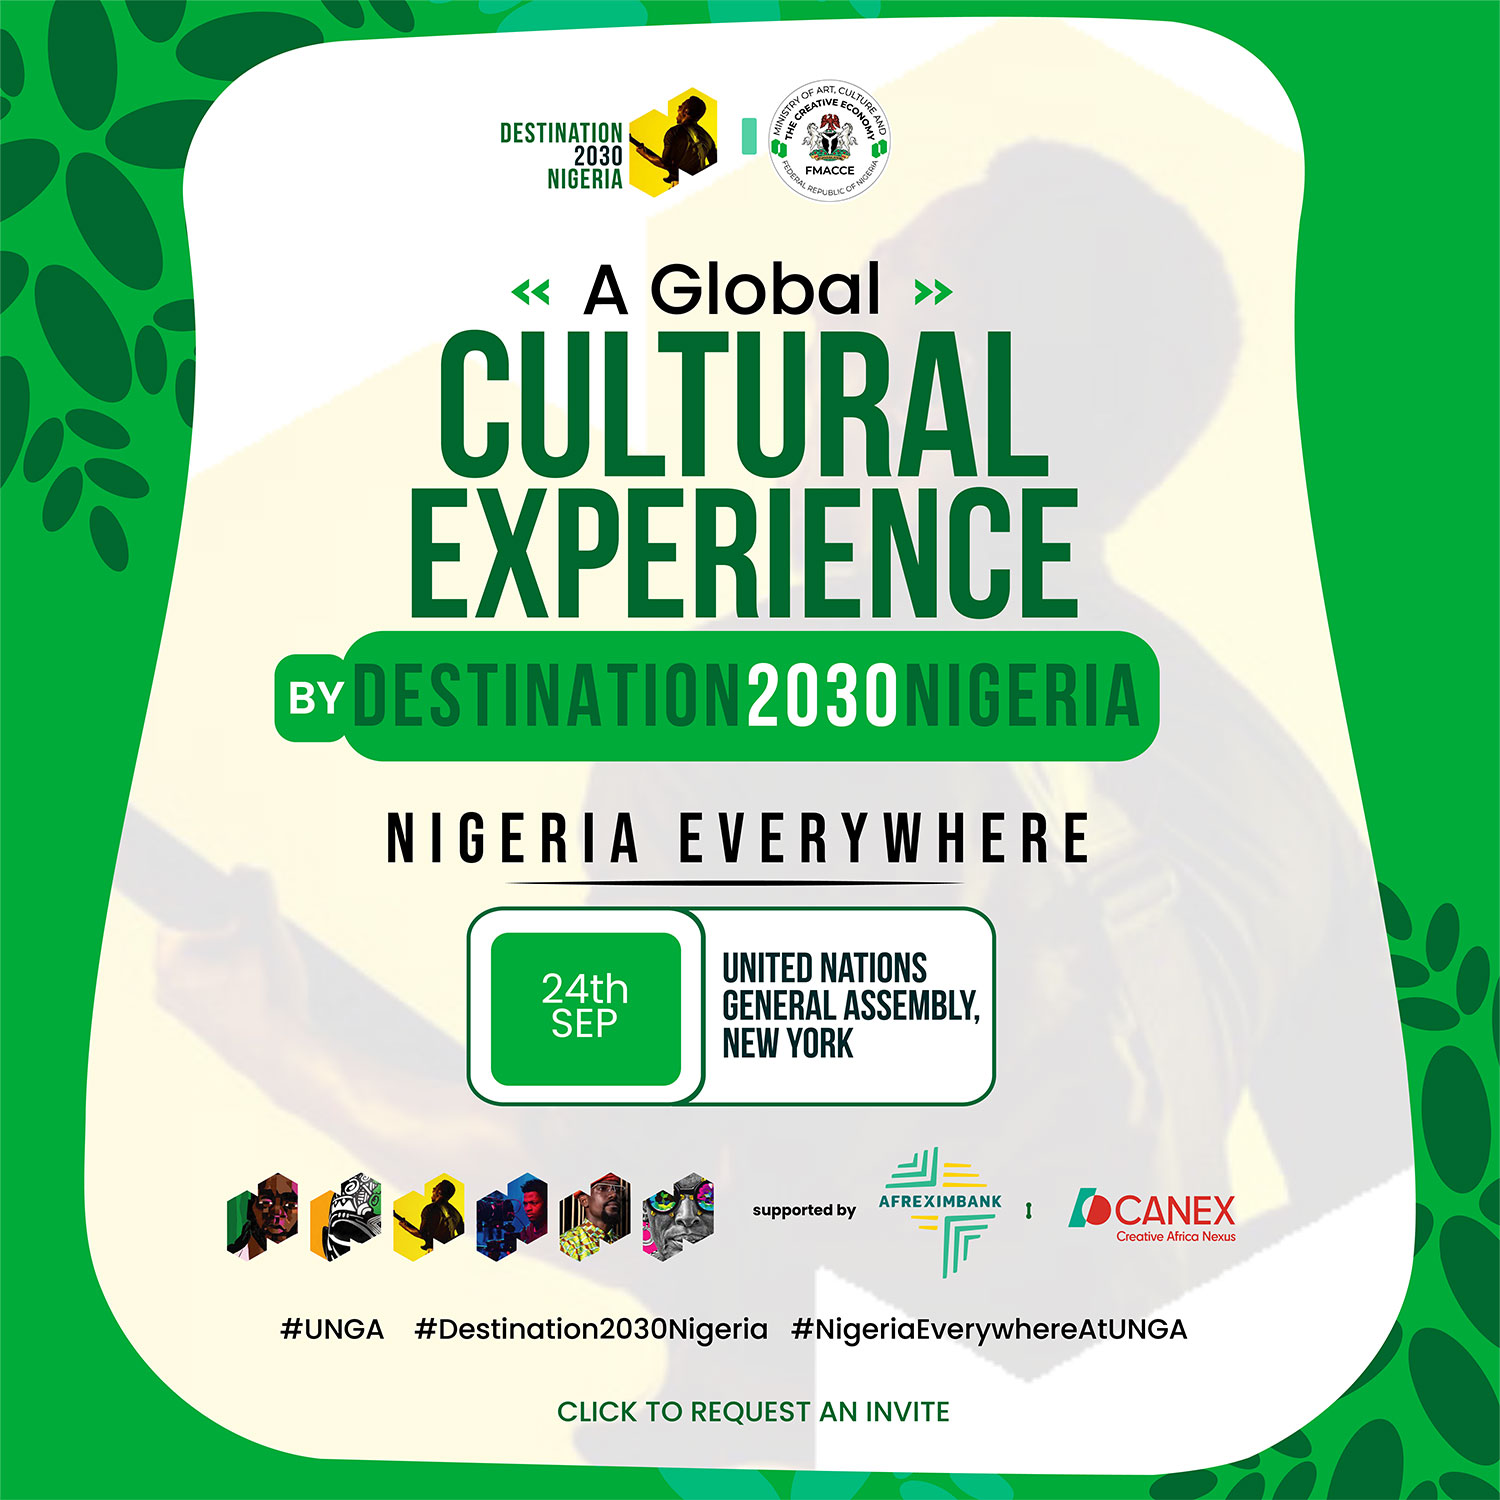 DESTINATION
2030
NIGERIA
MINISTRY OF ART, CULTURE AND
THE CREATIVE ECONOMY
FMACCE
FEDERAL REPUBLIC OF NIGERIA
<< A Global >>
CULTURAL
EXPERIENCE
BY DESTINATION2030NIGERIA
NIGERIA EVERYWHERE
24th
SEP
UNITED NATIONS
GENERAL ASSEMBLY,
NEW YORK
supported by
AFREXIMBANK
CANEX
Creative Africa Nexus
#UNGA #Destination2030Nigeria #NigeriaEverywhereAtUNGA
CLICK TO REQUEST AN INVITE